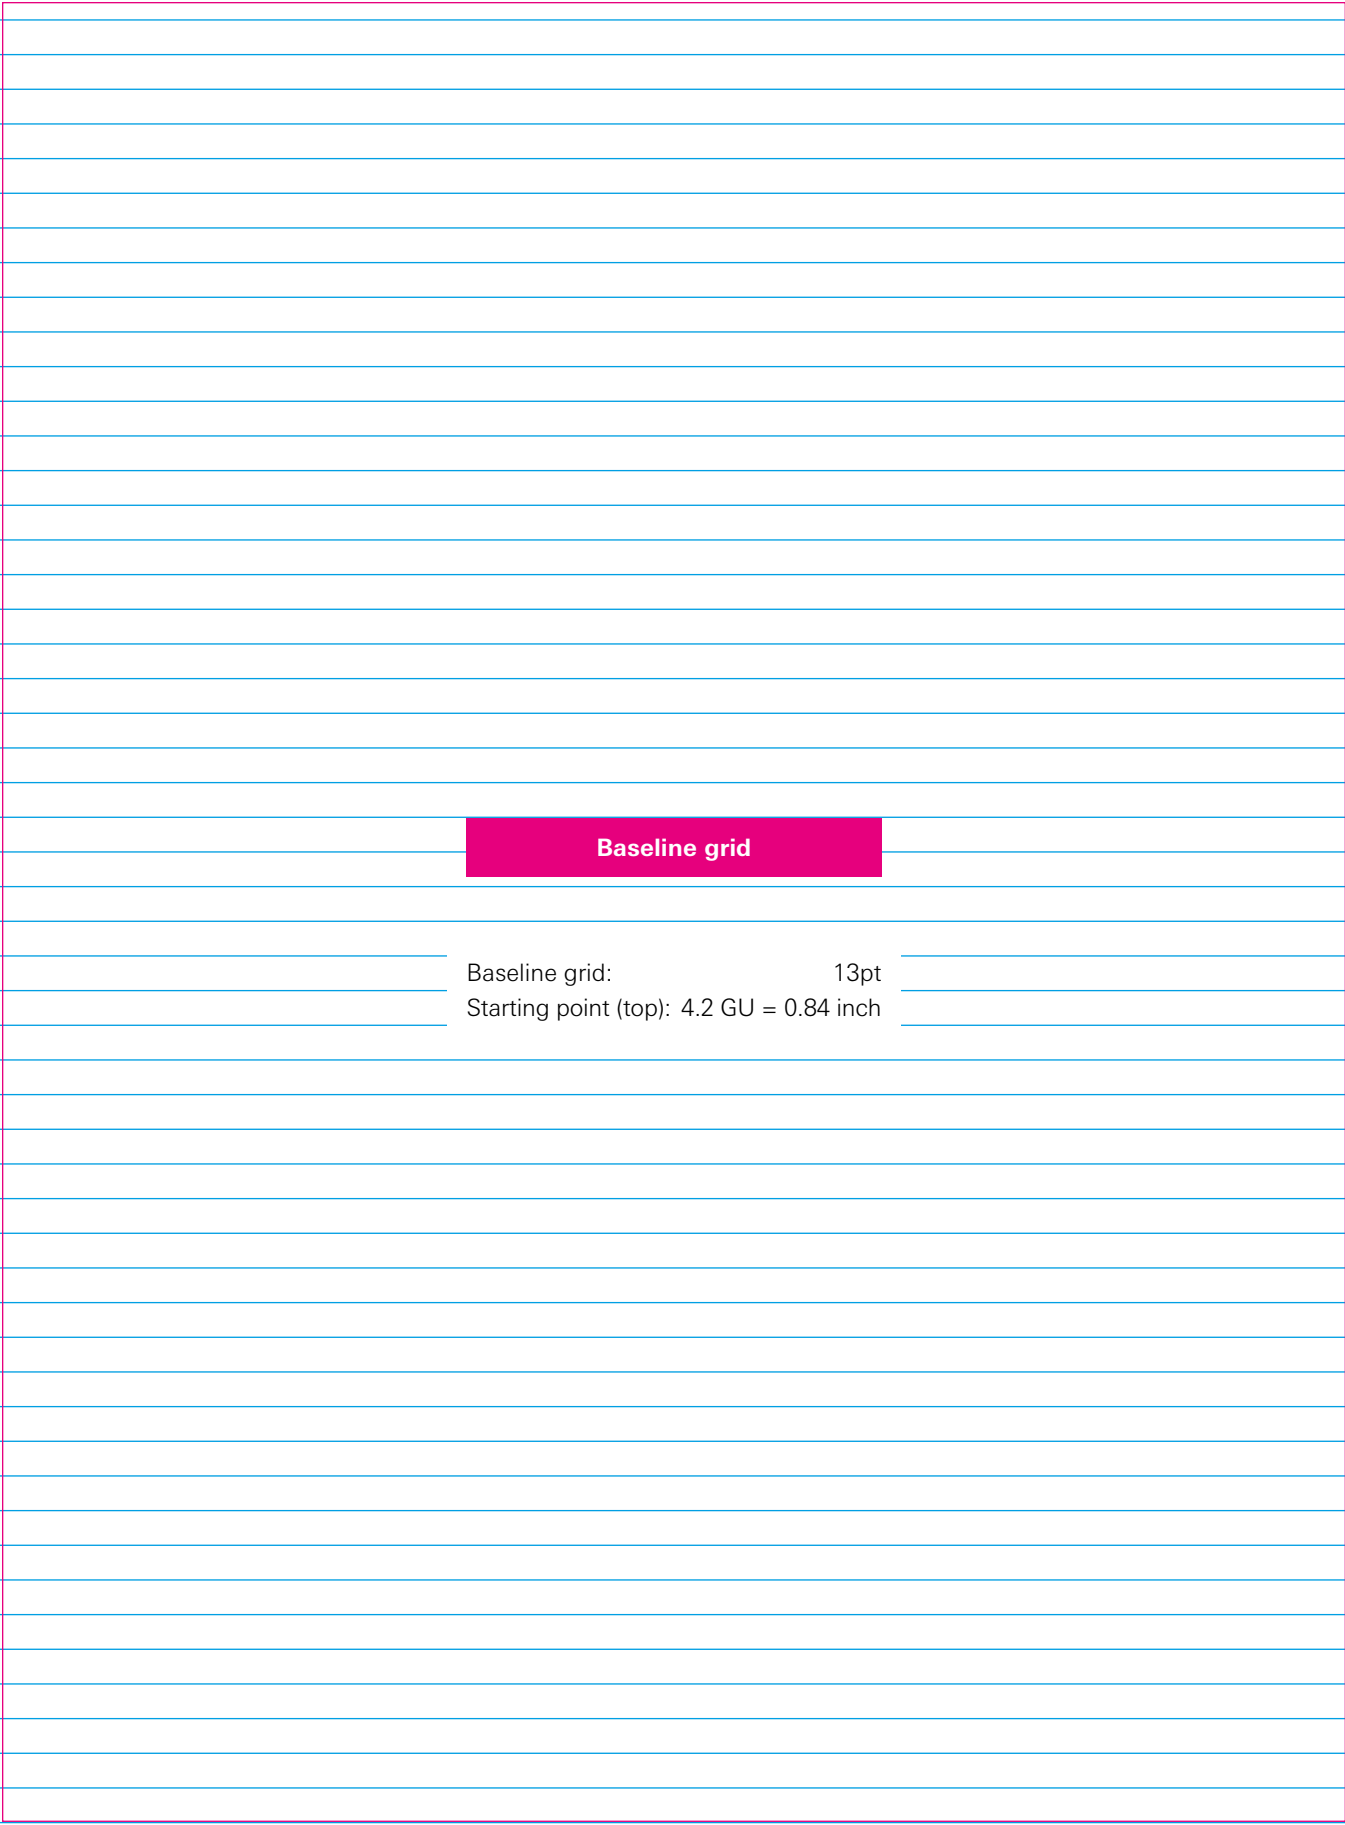 Baseline grid
Baseline grid: 13pt
Starting point (top): 4.2 GU = 0.84 inch